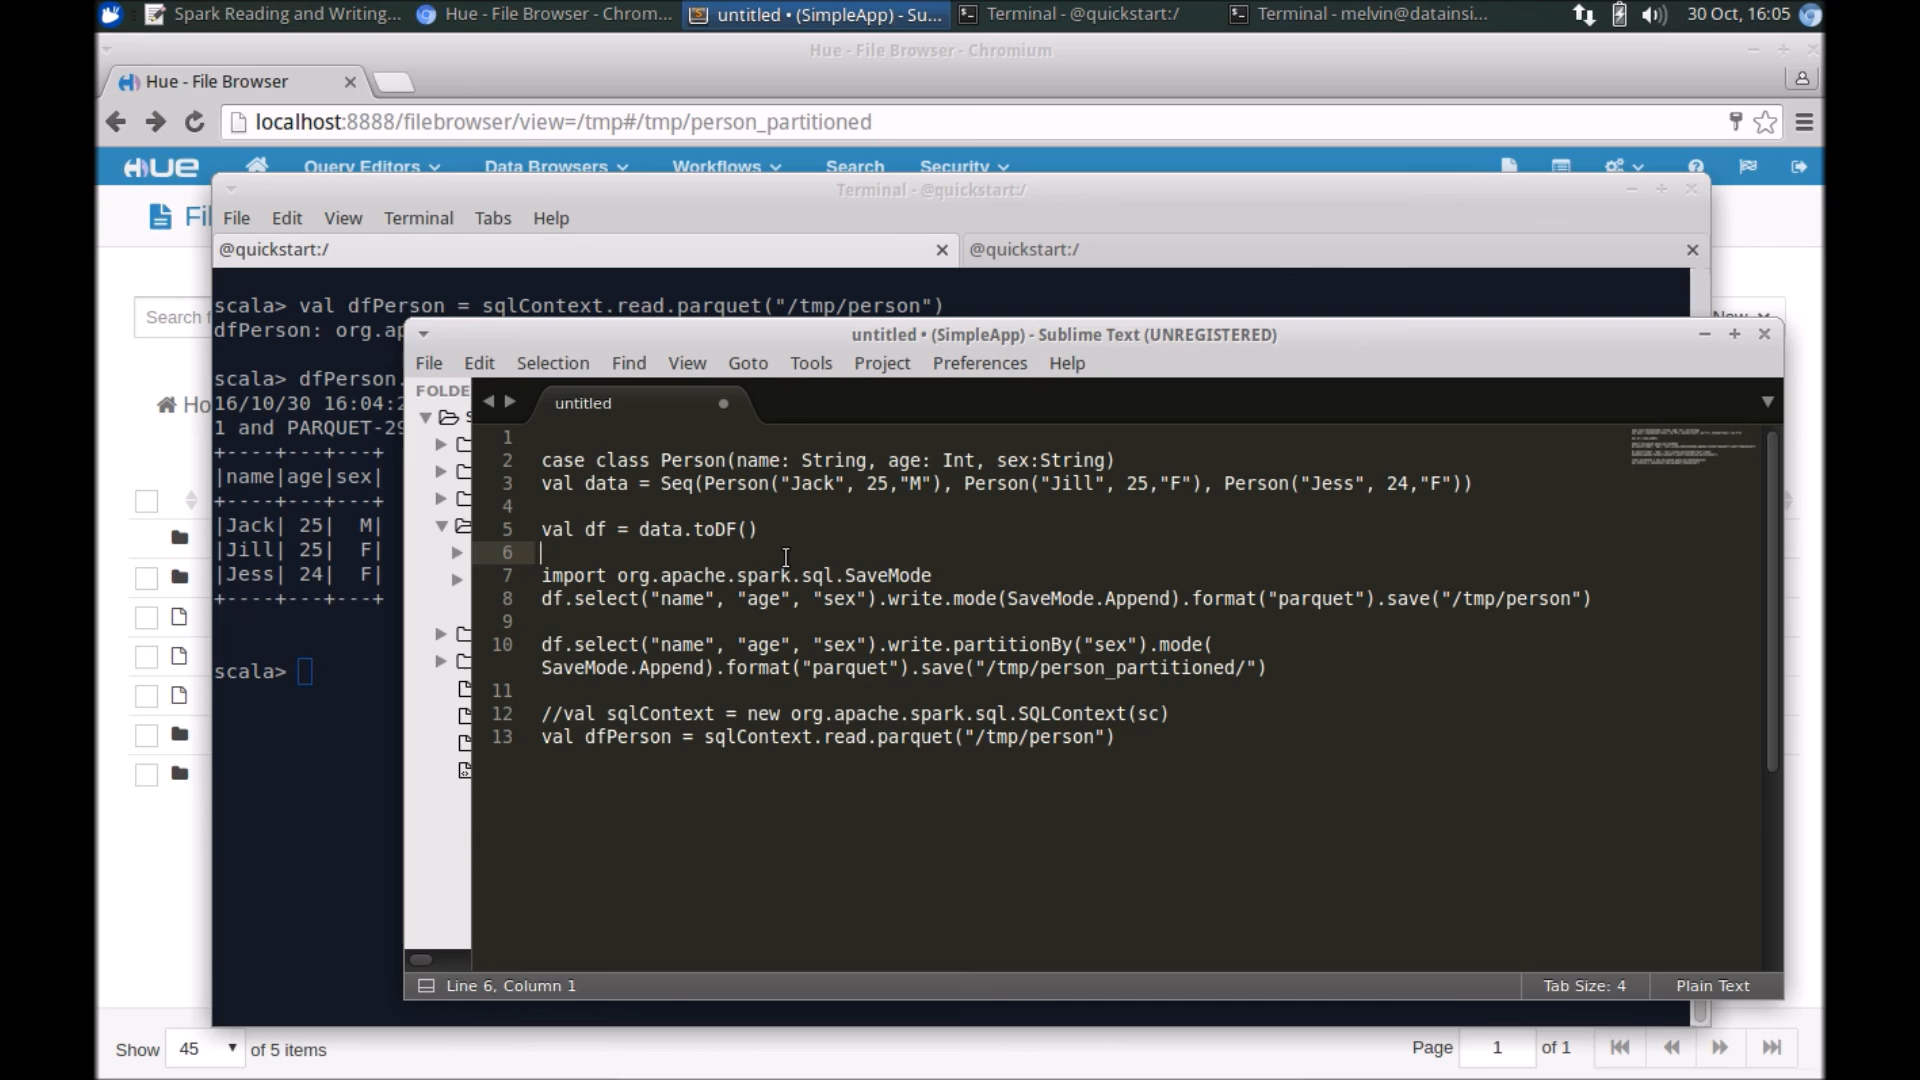 Spark Reading and Writing...
Hue - File Browser - Chrom...
untitled • (SimpleApp) - Su...
Terminal - @quickstart:/
Terminal - melvin@datainsi...
30 Oct, 16:05
Hue - File Browser - Chromium
Hue - File Browser
localhost:8888/filebrowser/view=/tmp#/tmp/person_partitioned
HUE
Query Editors
Data Browsers
Workflows
Search
Security
Fil
Terminal - @quickstart:/
File Edit View Terminal Tabs Help
@quickstart:/
@quickstart:/
Search f
New
Ho
scala> val dfPerson = sqlContext.read.parquet("/tmp/person")
dfPerson: org.ap
scala> dfPerson.
16/10/30 16:04:2
1 and PARQUET-29
+----+---+---+
|name|age|sex|
+----+---+---+
|Jack| 25|  M|
|Jill| 25|  F|
|Jess| 24|  F|
+----+---+---+
scala>
untitled • (SimpleApp) - Sublime Text (UNREGISTERED)
File Edit Selection Find View Goto Tools Project Preferences Help
FOLDE
untitled
1
2 case class Person(name: String, age: Int, sex:String)
3 val data = Seq(Person("Jack", 25,"M"), Person("Jill", 25,"F"), Person("Jess", 24,"F"))
4
5 val df = data.toDF()
6
7 import org.apache.spark.sql.SaveMode
8 df.select("name", "age", "sex").write.mode(SaveMode.Append).format("parquet").save("/tmp/person")
9
10 df.select("name", "age", "sex").write.partitionBy("sex").mode(
SaveMode.Append).format("parquet").save("/tmp/person_partitioned/")
11
12 //val sqlContext = new org.apache.spark.sql.SQLContext(sc)
13 val dfPerson = sqlContext.read.parquet("/tmp/person")
Line 6, Column 1
Tab Size: 4
Plain Text
Show 45 of 5 items
Page 1 of 1